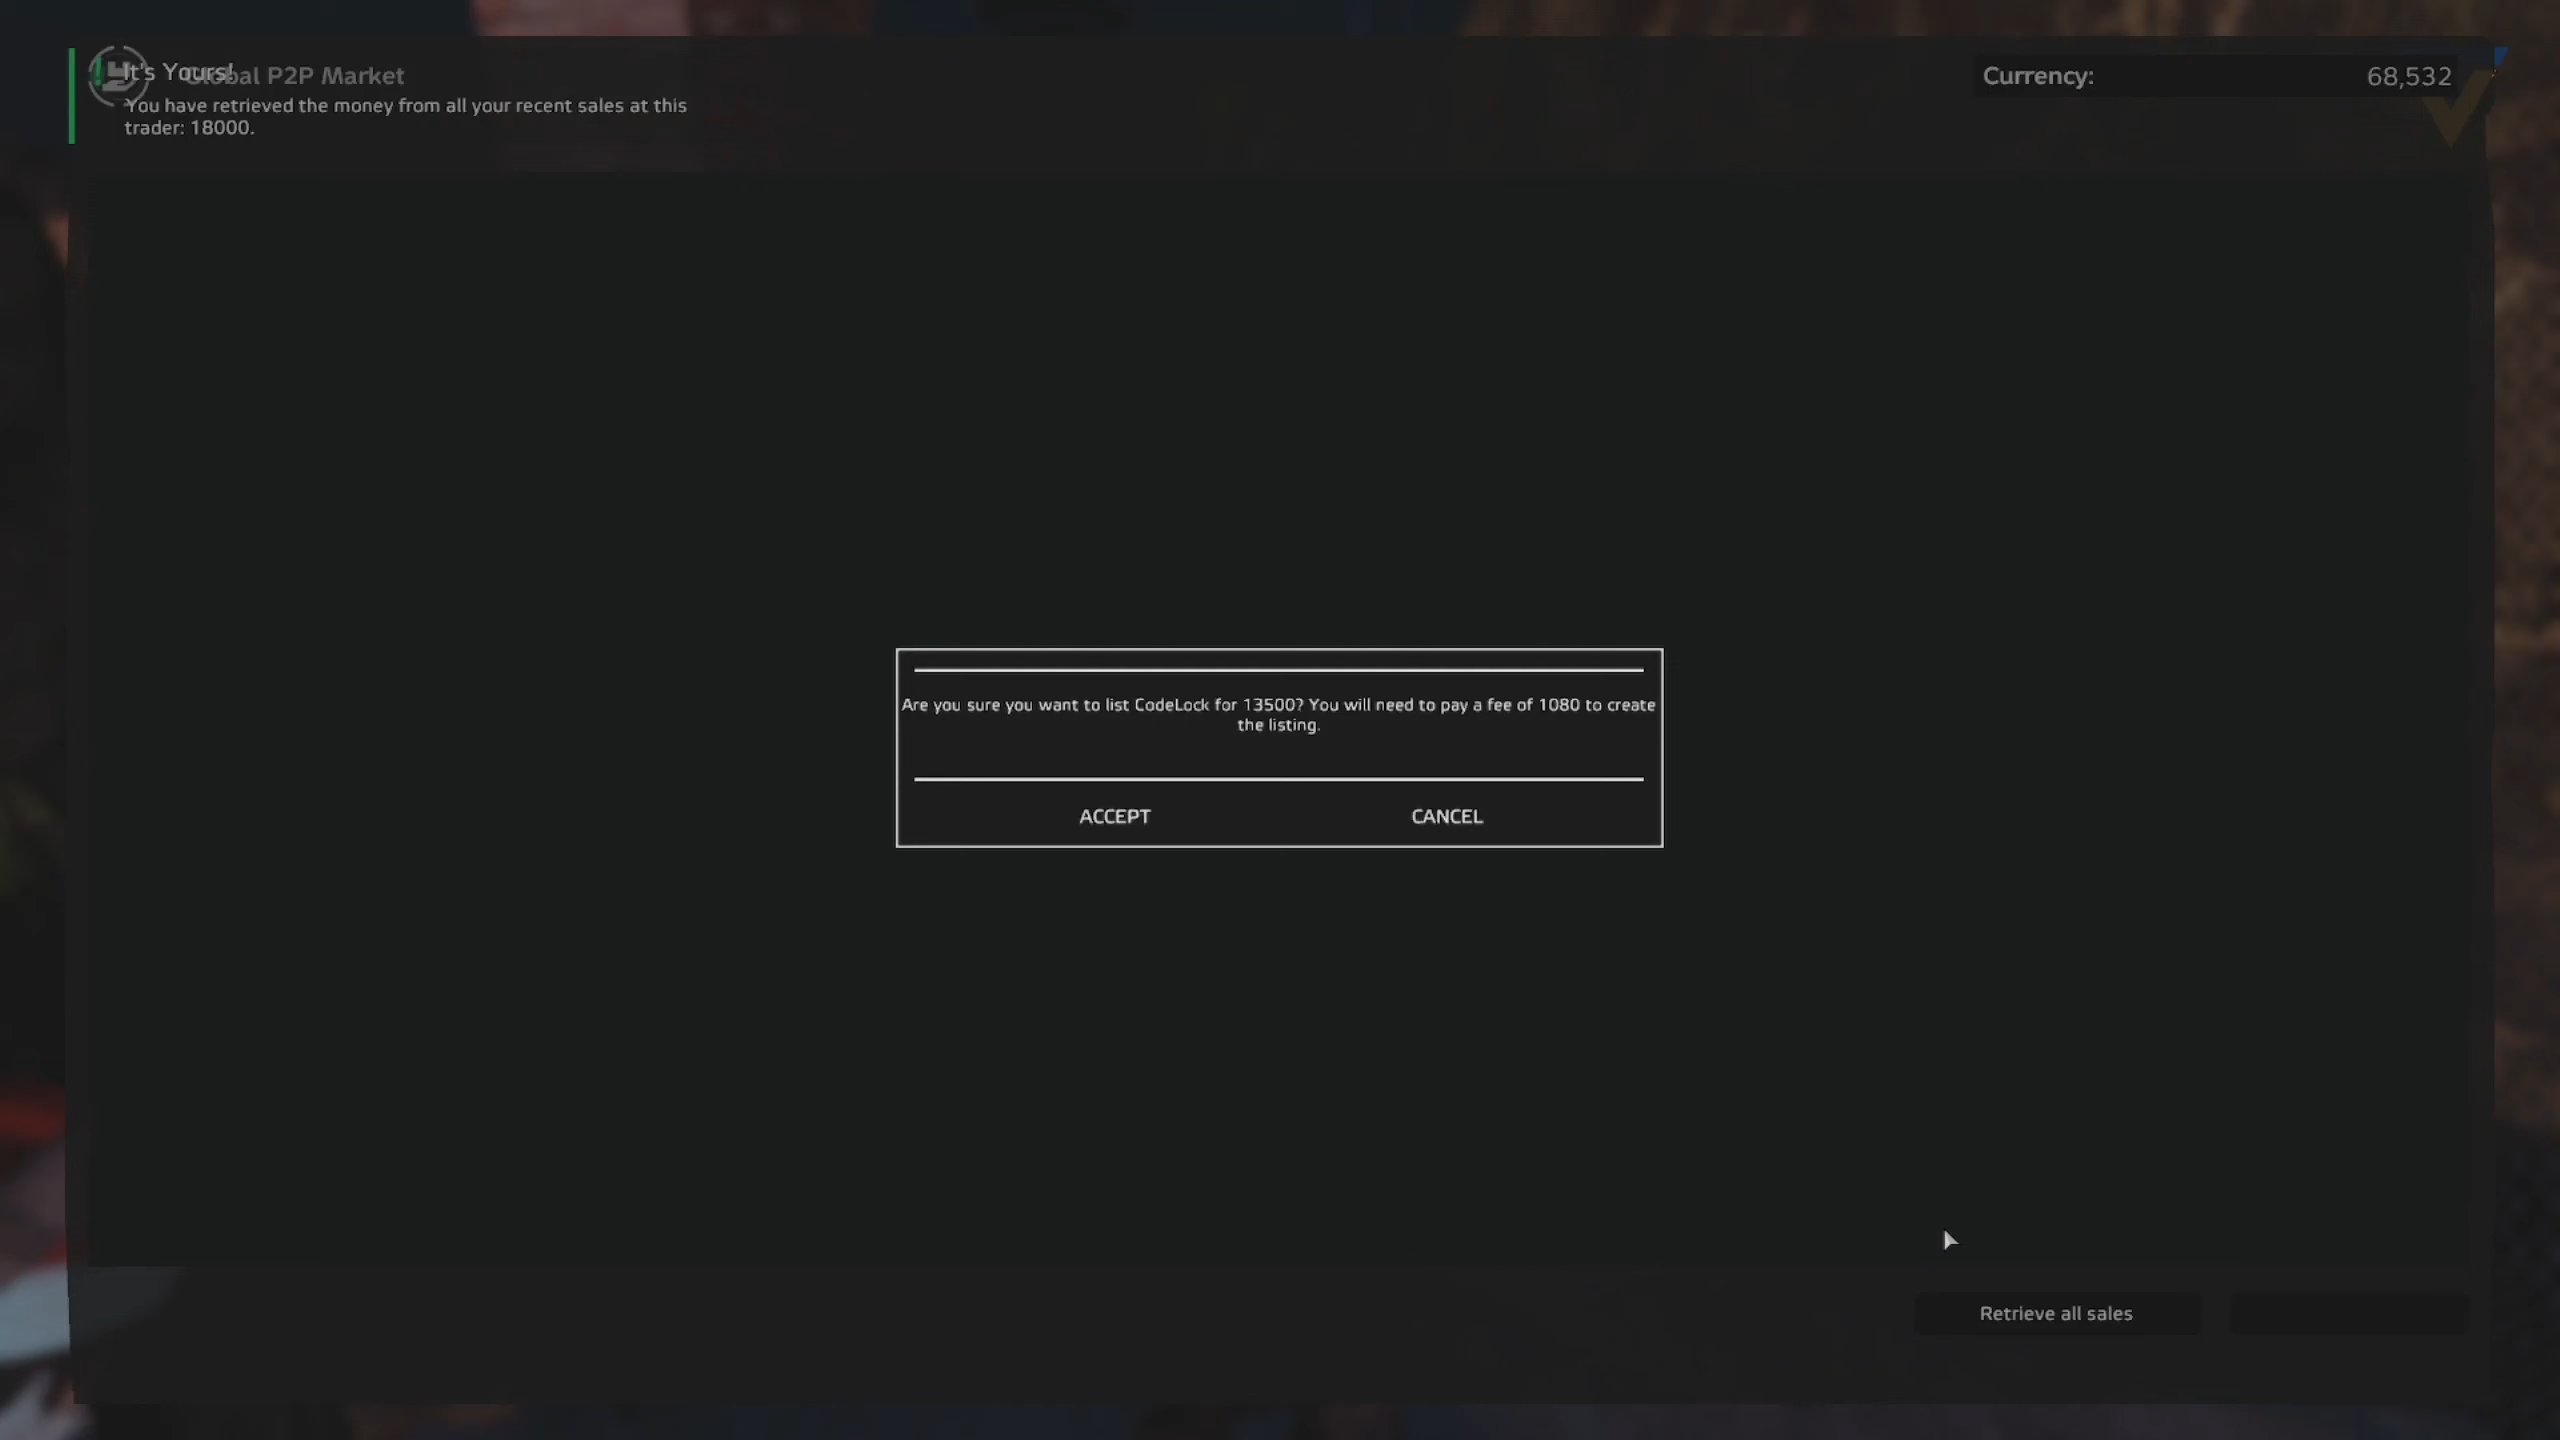 It's Yours!
Global P2P Market
You have retrieved the money from all your recent sales at this
trader: 18000.
Currency:
68,532
Are you sure you want to list CodeLock for 13500? You will need to pay a fee of 1080 to create
the listing.
ACCEPT
CANCEL
Retrieve all sales